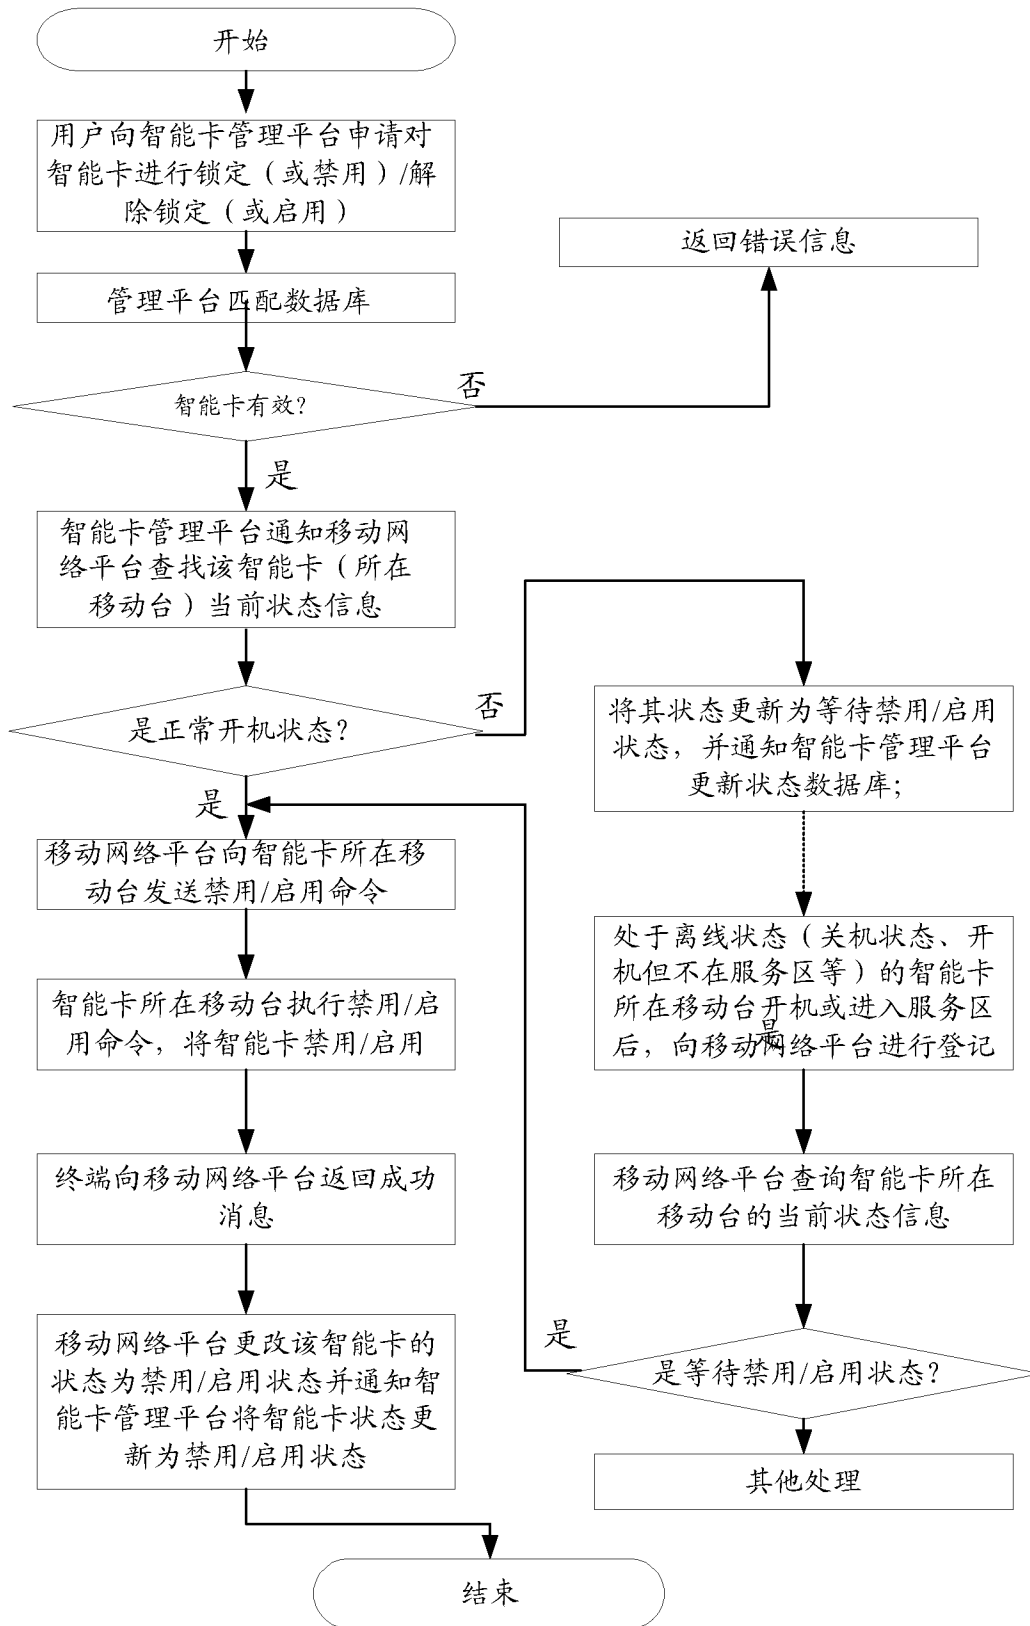 开始
用户向智能卡管理平台申请对
智能卡进行锁定（或禁用）/解
除锁定（或启用）
返回错误信息
管理平台匹配数据库
否
智能卡有效?
是
智能卡管理平台通知移动网
络平台查找该智能卡（所在
移动台）当前状态信息
否
是正常开机状态?
将其状态更新为等待禁用/启用
状态，并通知智能卡管理平台
更新状态数据库;
是
移动网络平台向智能卡所在移
动台发送禁用/启用命令
处于离线状态（关机状态、开
机但不在服务区等）的智能卡
所在移动台开机或进入服务区
后，向移动网络平台进行登记
是
智能卡所在移动台执行禁用/启
用命令，将智能卡禁用/启用
终端向移动网络平台返回成功
消息
移动网络平台查询智能卡所在
移动台的当前状态信息
是
是等待禁用/启用状态?
移动网络平台更改该智能卡的
状态为禁用/启用状态并通知智
能卡管理平台将智能卡状态更
新为禁用/启用状态
其他处理
结束